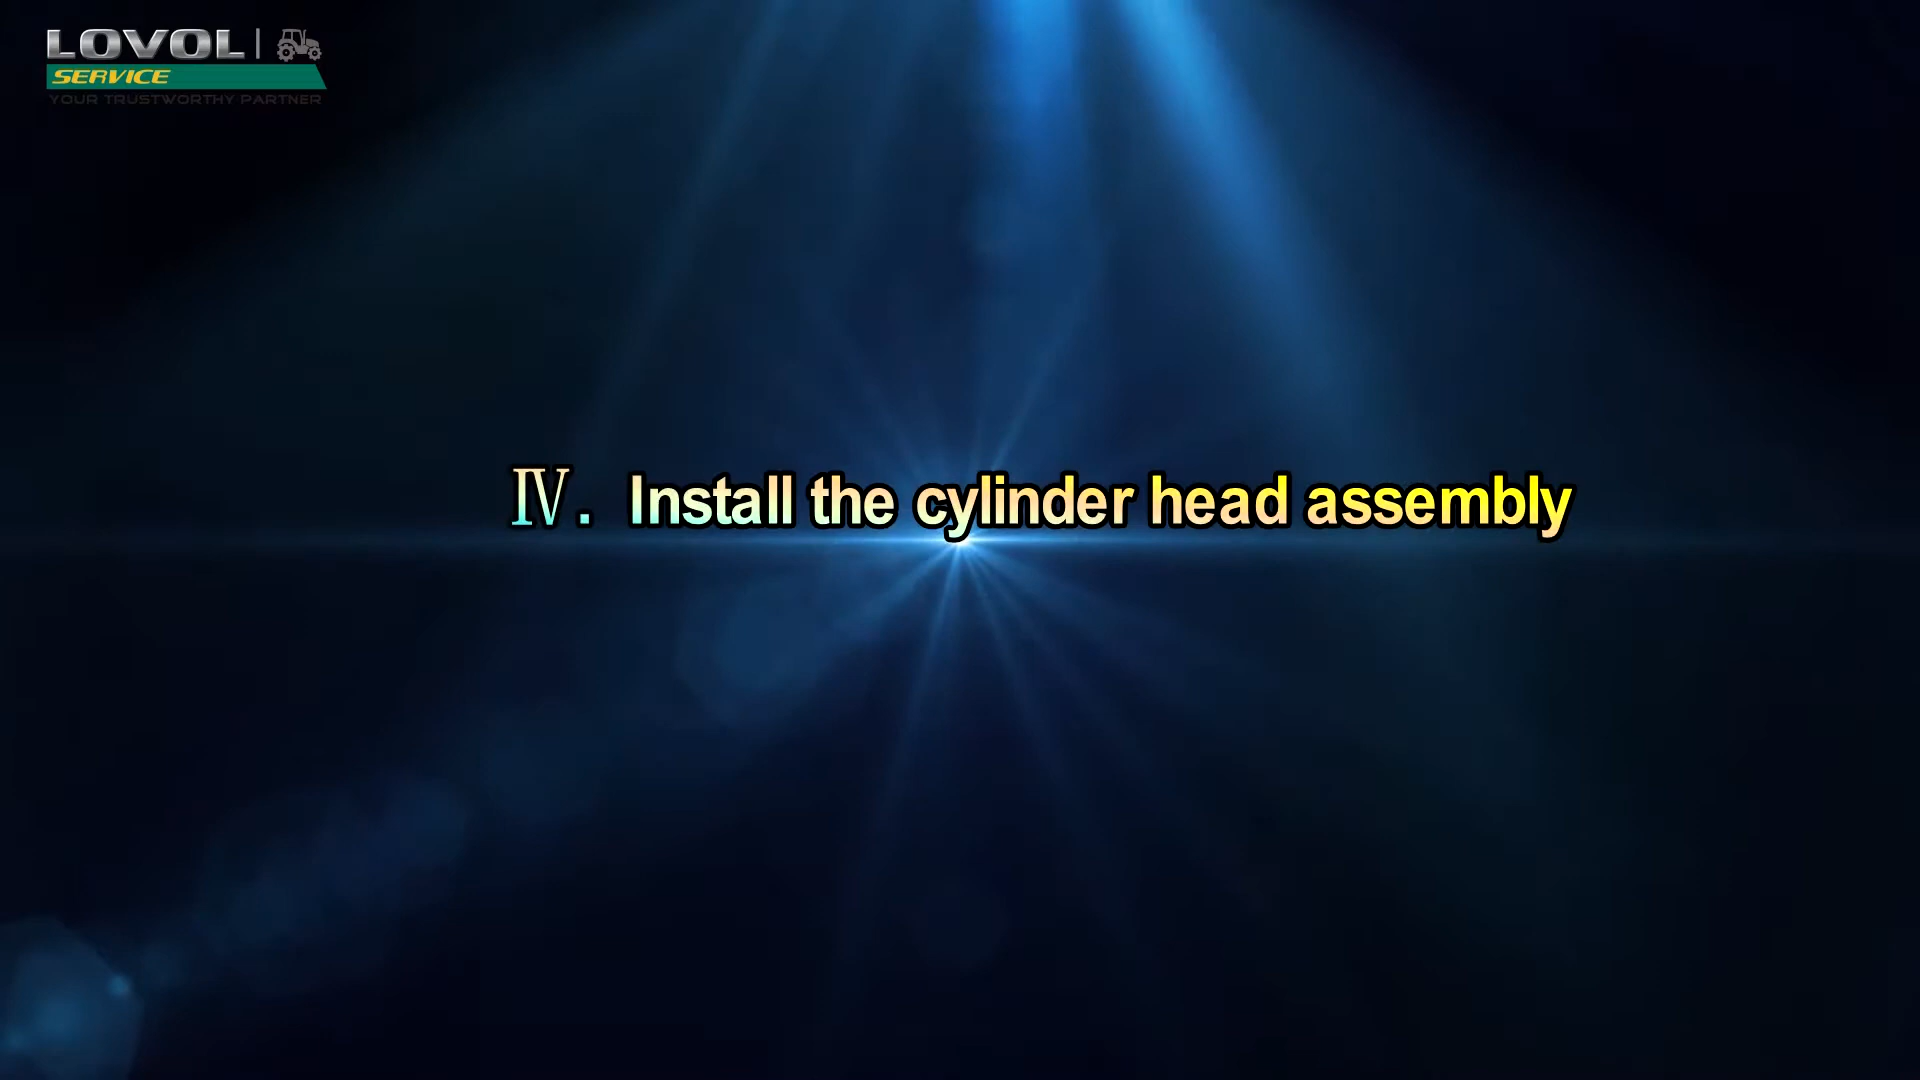 LOVOL
SERVICE
YOUR TRUSTWORTHY PARTNER
Ⅳ. Install the cylinder head assembly